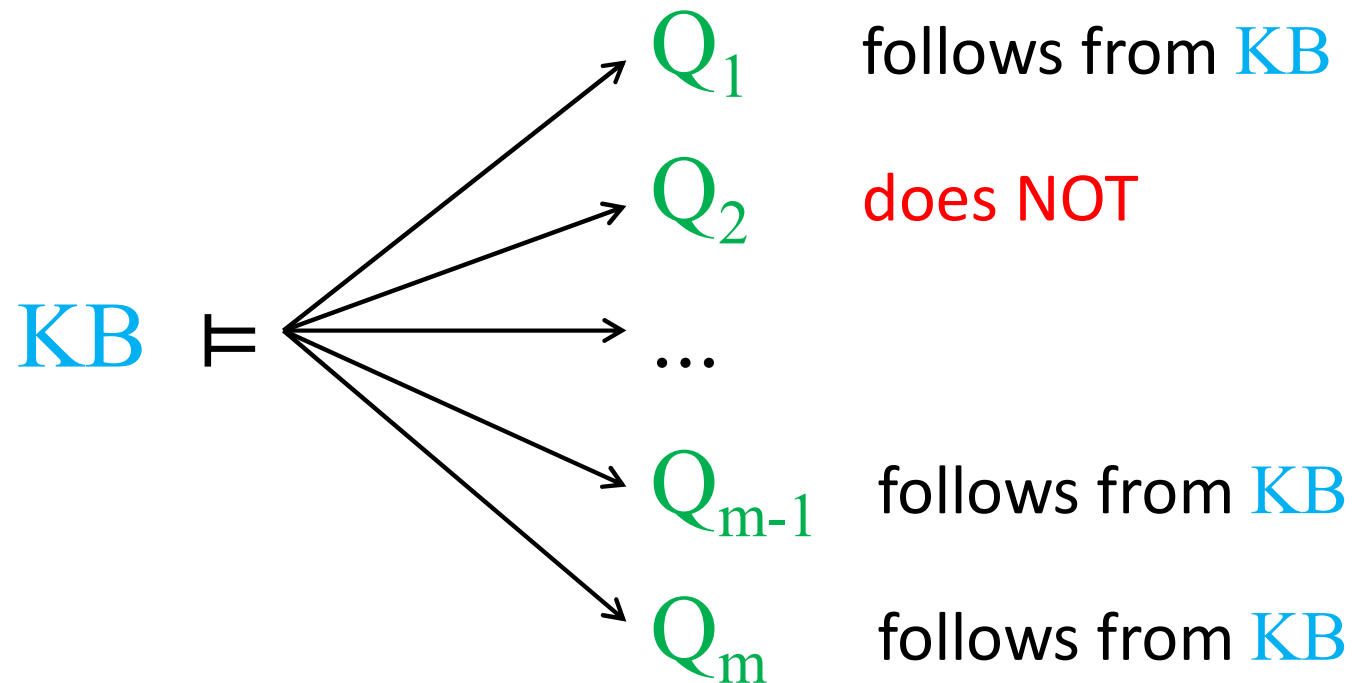 Q₁ follows from KB
Q₂ does NOT
KB ⊨ ...
Qₘ₋₁ follows from KB
Qₘ follows from KB